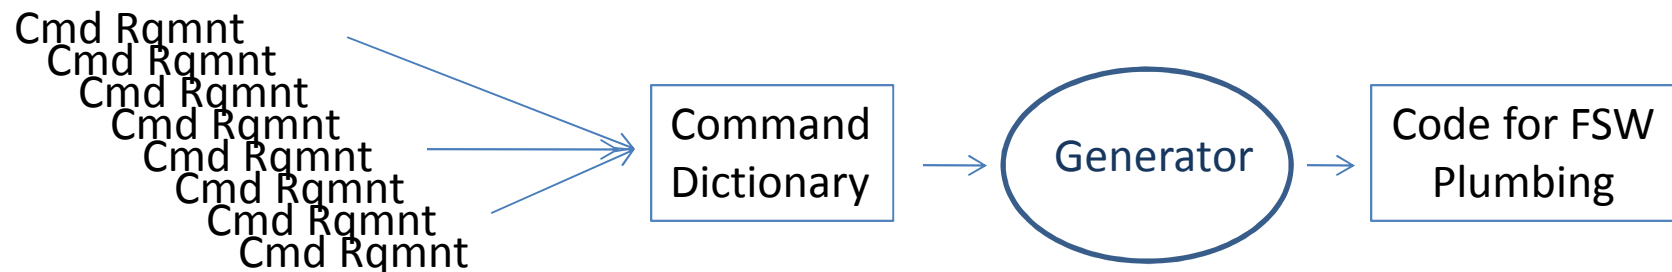 Cmd Rqmnt
Cmd Rqmnt
Cmd Rqmnt
Cmd Rqmnt
Cmd Rqmnt
Cmd Rqmnt
Cmd Rqmnt
Cmd Rqmnt
Command
Dictionary
Generator
Code for FSW
Plumbing